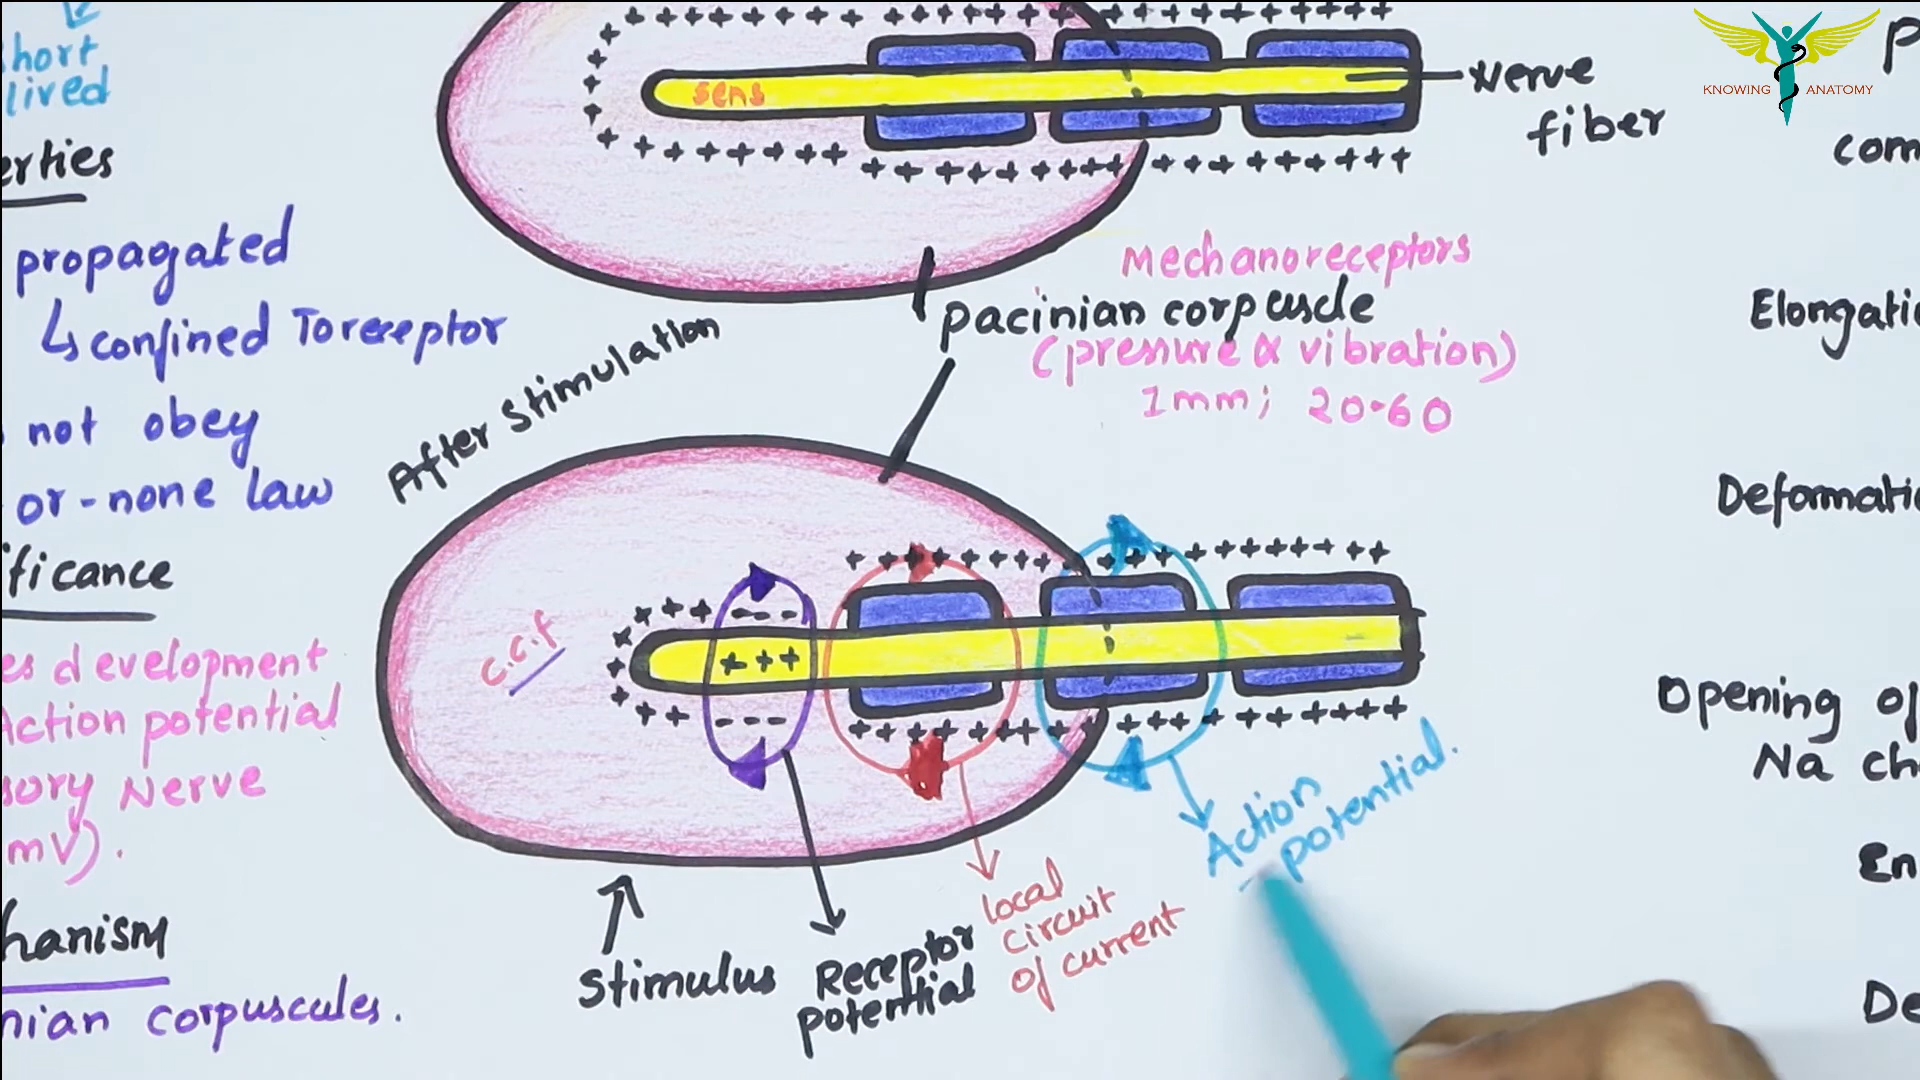 hort
lived
erties
propagated
↳ confined To receptor
not obey
or-none law
ficance
es development
Action potential
sory Nerve
mV).
hanism
nian corpuscules.
sens
Nerve
fiber
Mechanoreceptors
pacinian corpuscle
(pressure & vibration)
1mm; 20-60
After Stimulation
c.c.f
Stimulus
Receptor
potential
local
circuit
of current
Action
potential.
KNOWING ANATOMY
P
com
Elongati
Deformati
Opening of
Na ch
En
De